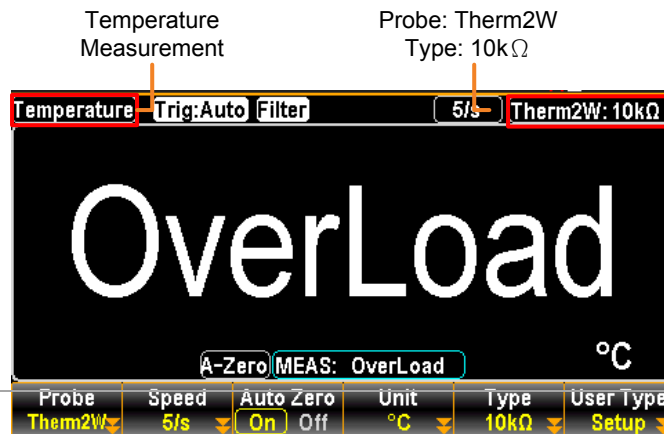 Temperature Measurement
Probe: Therm2W
Type: 10kΩ
Temperature Trig:Auto Filter 5/s Therm2W:10kΩ
OverLoad
°C
A-Zero MEAS: OverLoad
Probe Speed Auto Zero Unit Type User Type
Therm2W 5/s On Off °C 10kΩ Setup